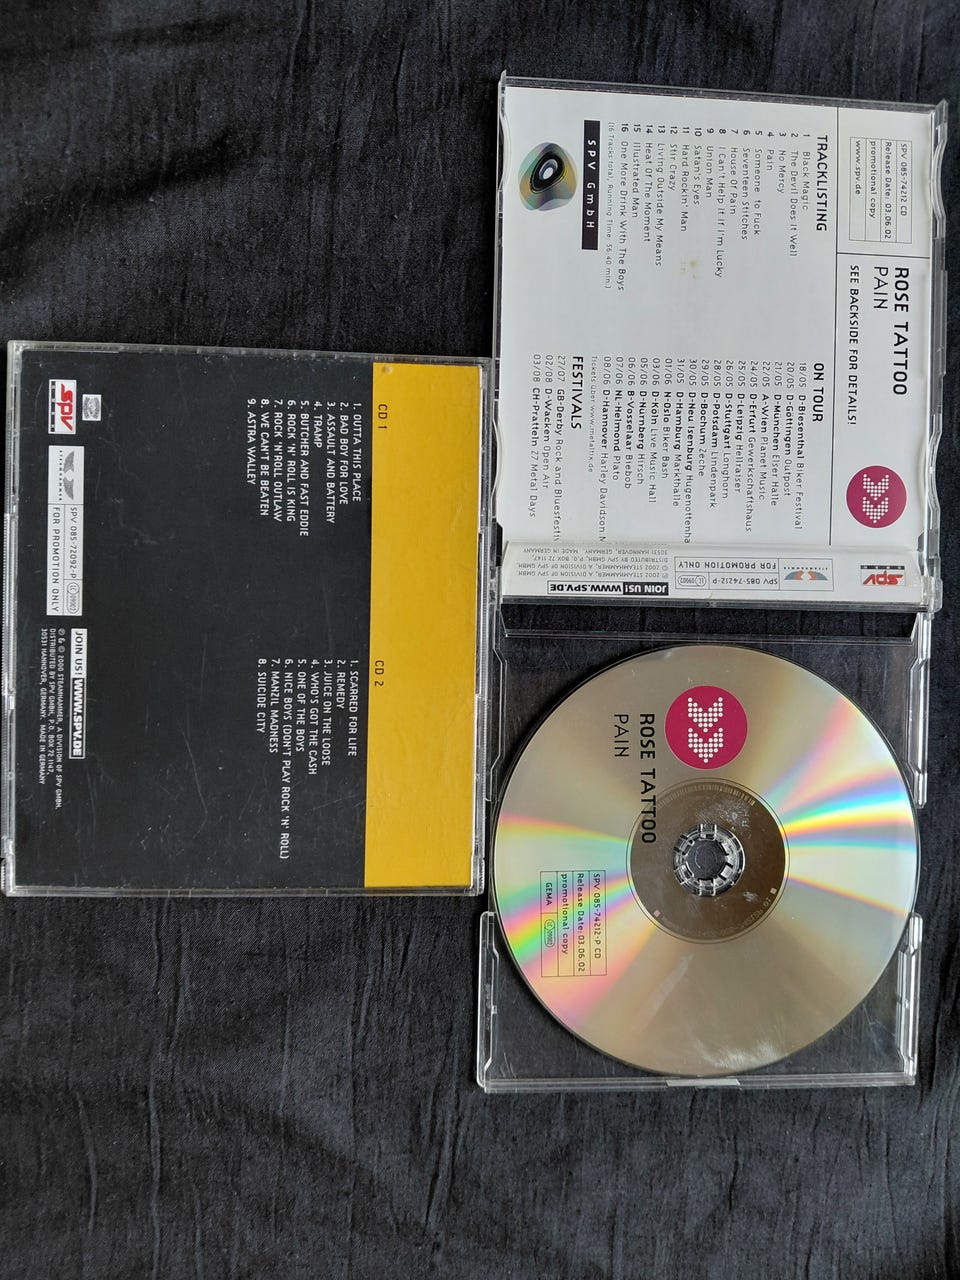 SPV 085-74212 CD
Release Date: 03.06.02
promotional copy
www.spv.de
ROSE TATTOO
PAIN
SEE BACKSIDE FOR DETAILS!
TRACKLISTING
1 Black Magic
2 The Devil Does It Well
3 No Mercy
4 Pain
5 Someone to Fuck
6 Seventeen Stitches
7 House Of Pain
8 I Can't Help It If I'm Lucky
9 Union Man
10 Satan's Eyes
11 Hard Rockin' Man
12 Stir Crazy
13 Living Outside My Means
14 Heat Of The Moment
15 Illustrated Man
16 One More Drink With The Boys
(16 Tracks total, Running Time: 56:40 min.)
SPV GmbH
ON TOUR
18/05 D-Biesenthal Biker Festival
20/05 D-Göttingen Outpost
21/05 D-München Elser Halle
22/05 A-Wien Planet Music
24/05 D-Erfurt Gewerkschaftshaus
25/05 D-Leipzig Hellraiser
26/05 D-Stuttgart Longhorn
28/05 D-Potsdam Lindenpark
29/05 D-Bochum Zeche
30/05 D-Neu Isenburg Hugenottenha
31/05 D-Hamburg Markthalle
01/06 N-Oslo Biker Bash
03/06 D-Köln Live Music Hall
05/06 D-Nürnberg Hirsch
06/06 B-Vosselaar Biebob
07/06 NL-Helmond Plato
08/06 D-Hannover Harley Davidson N
Tickets über www.metaltix.de
FESTIVALS
27/07 GB-Derby Rock and Bluesfesti
02/08 D-Wacken Open Air
03/08 CH-Pratteln Z7 Metal Days
SPV
STEAMHAMMER
SPV 085-74212-P
LC 09002
FOR PROMOTION ONLY
JOIN US! WWW.SPV.DE
℗ © 2002 STEAMHAMMER, A DIVISION OF SPV GMBH.
DISTRIBUTED BY SPV GMBH, P.O. BOX 72 1147,
30531 HANNOVER, GERMANY. MADE IN GERMANY
ROSE TATTOO
PAIN
SPV 085-74212-P CD
Release Date: 03.06.02
promotional copy
GEMA
LC 09002
CD 1
1. OUTTA THIS PLACE
2. BAD BOY FOR LOVE
3. ASSAULT AND BATTERY
4. TRAMP
5. BUTCHER AND FAST EDDIE
6. ROCK 'N' ROLL IS KING
7. ROCK 'N'ROLL OUTLAW
8. WE CAN'T BE BEATEN
9. ASTRA WALLEY
CD 2
1. SCARRED FOR LIFE
2. REMEDY
3. JUICE ON THE LOOSE
4. WHO'S GOT THE CASH
5. ONE OF THE BOYS
6. NICE BOYS (DON'T PLAY ROCK 'N' ROLL)
7. MANZIL MADNESS
8. SUICIDE CITY
SPV
STEAMHAMMER
SPV 085-72092-P
LC 09002
FOR PROMOTION ONLY
JOIN US! WWW.SPV.DE
℗ & © 2000 STEAMHAMMER, A DIVISION OF SPV GMBH.
DISTRIBUTED BY SPV GMBH, P.O. BOX 72 1147,
30531 HANNOVER, GERMANY. MADE IN GERMANY